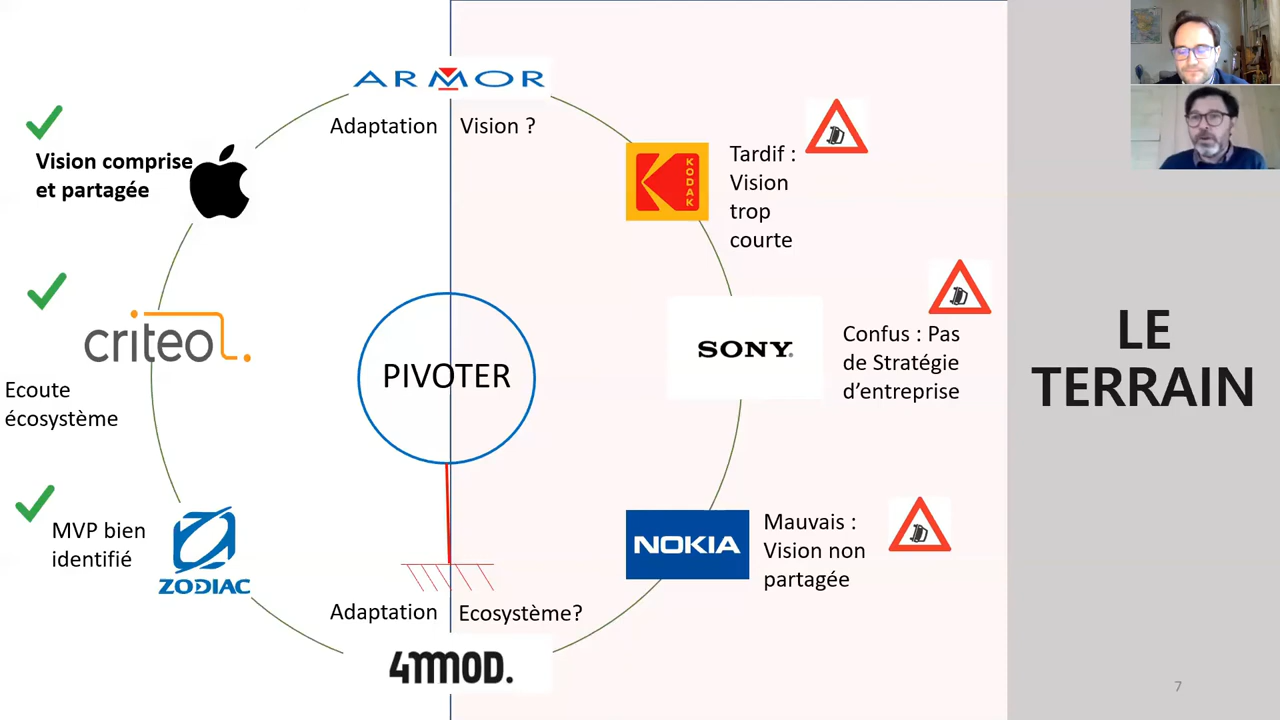 ARMOR
Adaptation
Vision ?
Vision comprise
et partagée
KODAK
Tardif :
Vision
trop
courte
criteol.
Ecoute
écosystème
PIVOTER
SONY
Confus : Pas
de Stratégie
d’entreprise
LE
TERRAIN
MVP bien
identifié
ZODIAC
NOKIA
Mauvais :
Vision non
partagée
Adaptation
Ecosystème?
4MOD.
7